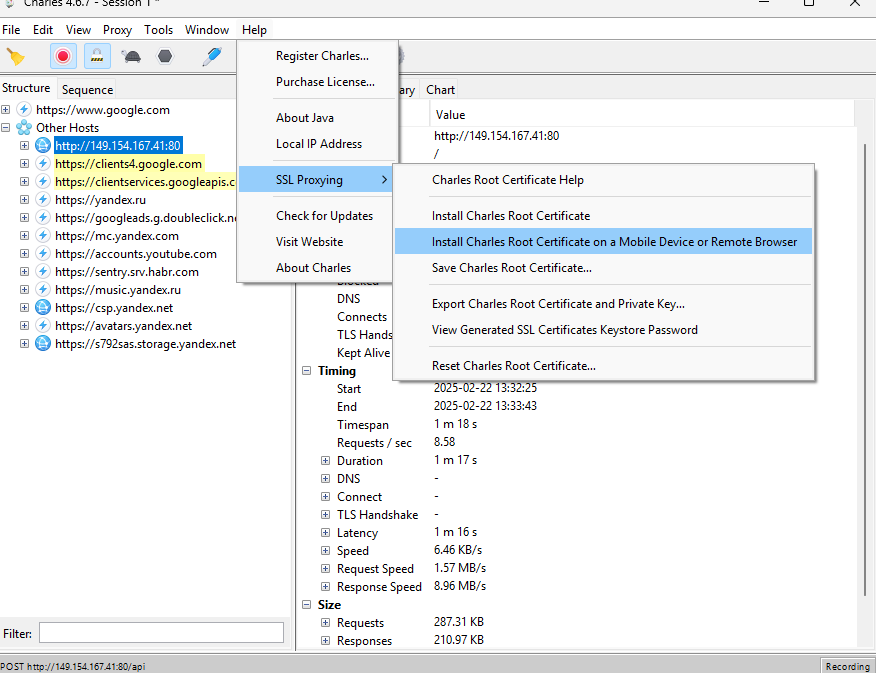 Charles 4.6.7 - Session 1 *
File Edit View Proxy Tools Window Help
Structure Sequence
https://www.google.com
Other Hosts
http://149.154.167.41:80
https://clients4.google.com
https://clientservices.googleapis.c
https://yandex.ru
https://googleads.g.doubleclick.ne
https://mc.yandex.com
https://accounts.youtube.com
https://sentry.srv.habr.com
https://music.yandex.ru
https://csp.yandex.net
https://avatars.yandex.net
https://s792sas.storage.yandex.net
Filter:
Register Charles...
Purchase License...
About Java
Local IP Address
SSL Proxying
Check for Updates
Visit Website
About Charles
Charles Root Certificate Help
Install Charles Root Certificate
Install Charles Root Certificate on a Mobile Device or Remote Browser
Save Charles Root Certificate...
Export Charles Root Certificate and Private Key...
View Generated SSL Certificates Keystore Password
Reset Charles Root Certificate...
ary Chart
Value
http://149.154.167.41:80
/
Blocked
DNS
Connects
TLS Hands
Kept Alive
Timing
Start 2025-02-22 13:32:25
End 2025-02-22 13:33:43
Timespan 1 m 18 s
Requests / sec 8.58
Duration 1 m 17 s
DNS -
Connect -
TLS Handshake -
Latency 1 m 16 s
Speed 6.46 KB/s
Request Speed 1.57 MB/s
Response Speed 8.96 MB/s
Size
Requests 287.31 KB
Responses 210.97 KB
POST http://149.154.167.41:80/api
Recording